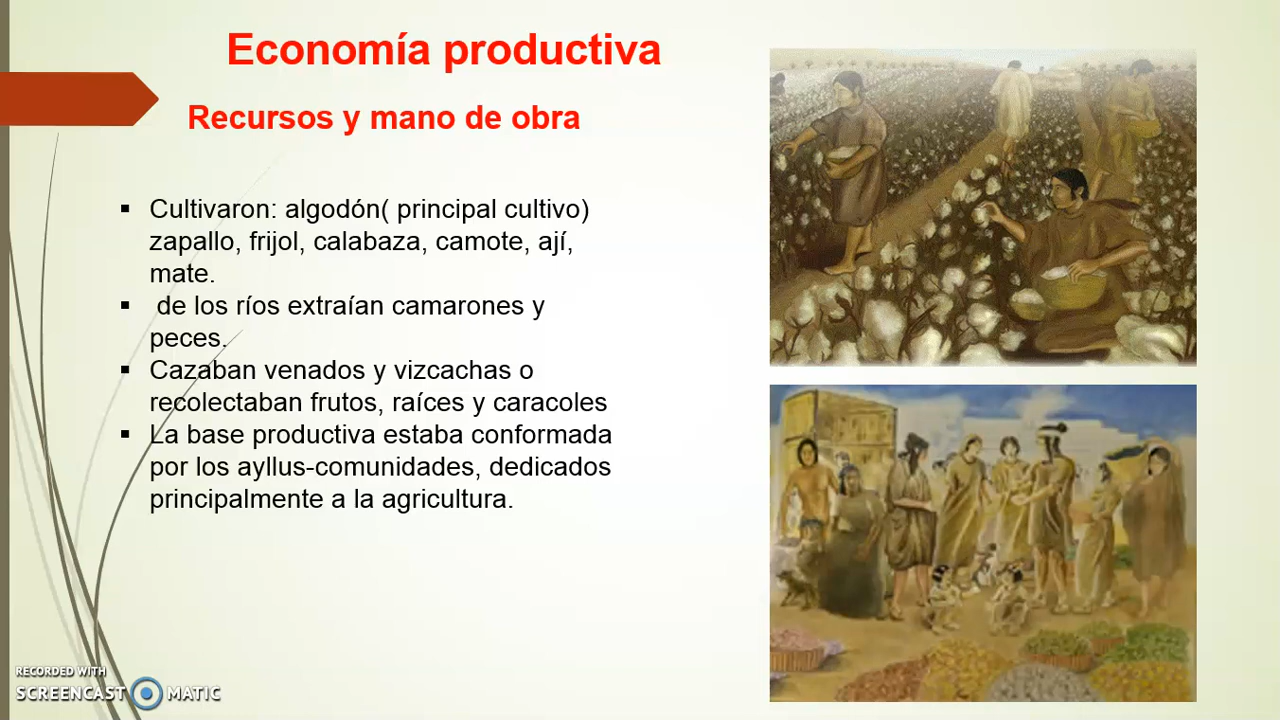 Economía productiva
Recursos y mano de obra
▪ Cultivaron: algodón( principal cultivo)
zapallo, frijol, calabaza, camote, ají,
mate.
▪ de los ríos extraían camarones y
peces.
▪ Cazaban venados y vizcachas o
recolectaban frutos, raíces y caracoles
▪ La base productiva estaba conformada
por los ayllus-comunidades, dedicados
principalmente a la agricultura.
RECORDED WITH
SCREENCAST MATIC